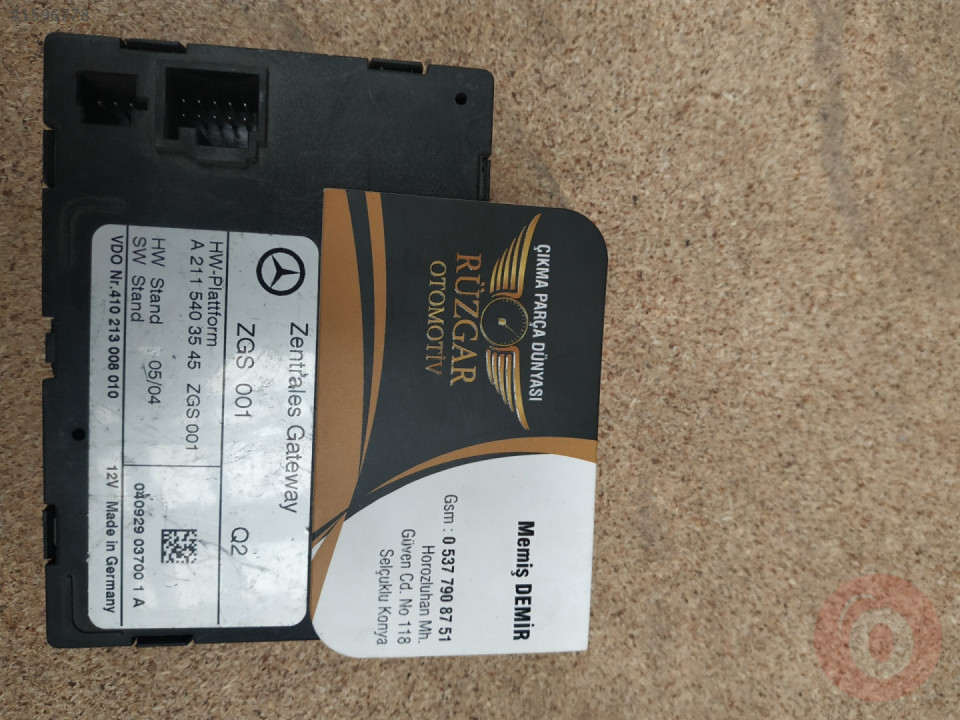 Zentrales Gateway
ZGS 001 Q2
HW-Plattform
A 211 540 35 45 ZGS 001
HW Stand 05/04
SW Stand
040929 03700 1 A
VDO Nr.410 213 008 010 12V Made in Germany
ÇIKMA PARÇA DÜNYASI
RÜZGAR
OTOMOTİV
Memiş DEMİR
Gsm : 0 537 790 87 51
Horozluhan Mh.
Güven Cd. No 118
Selçuklu Konya